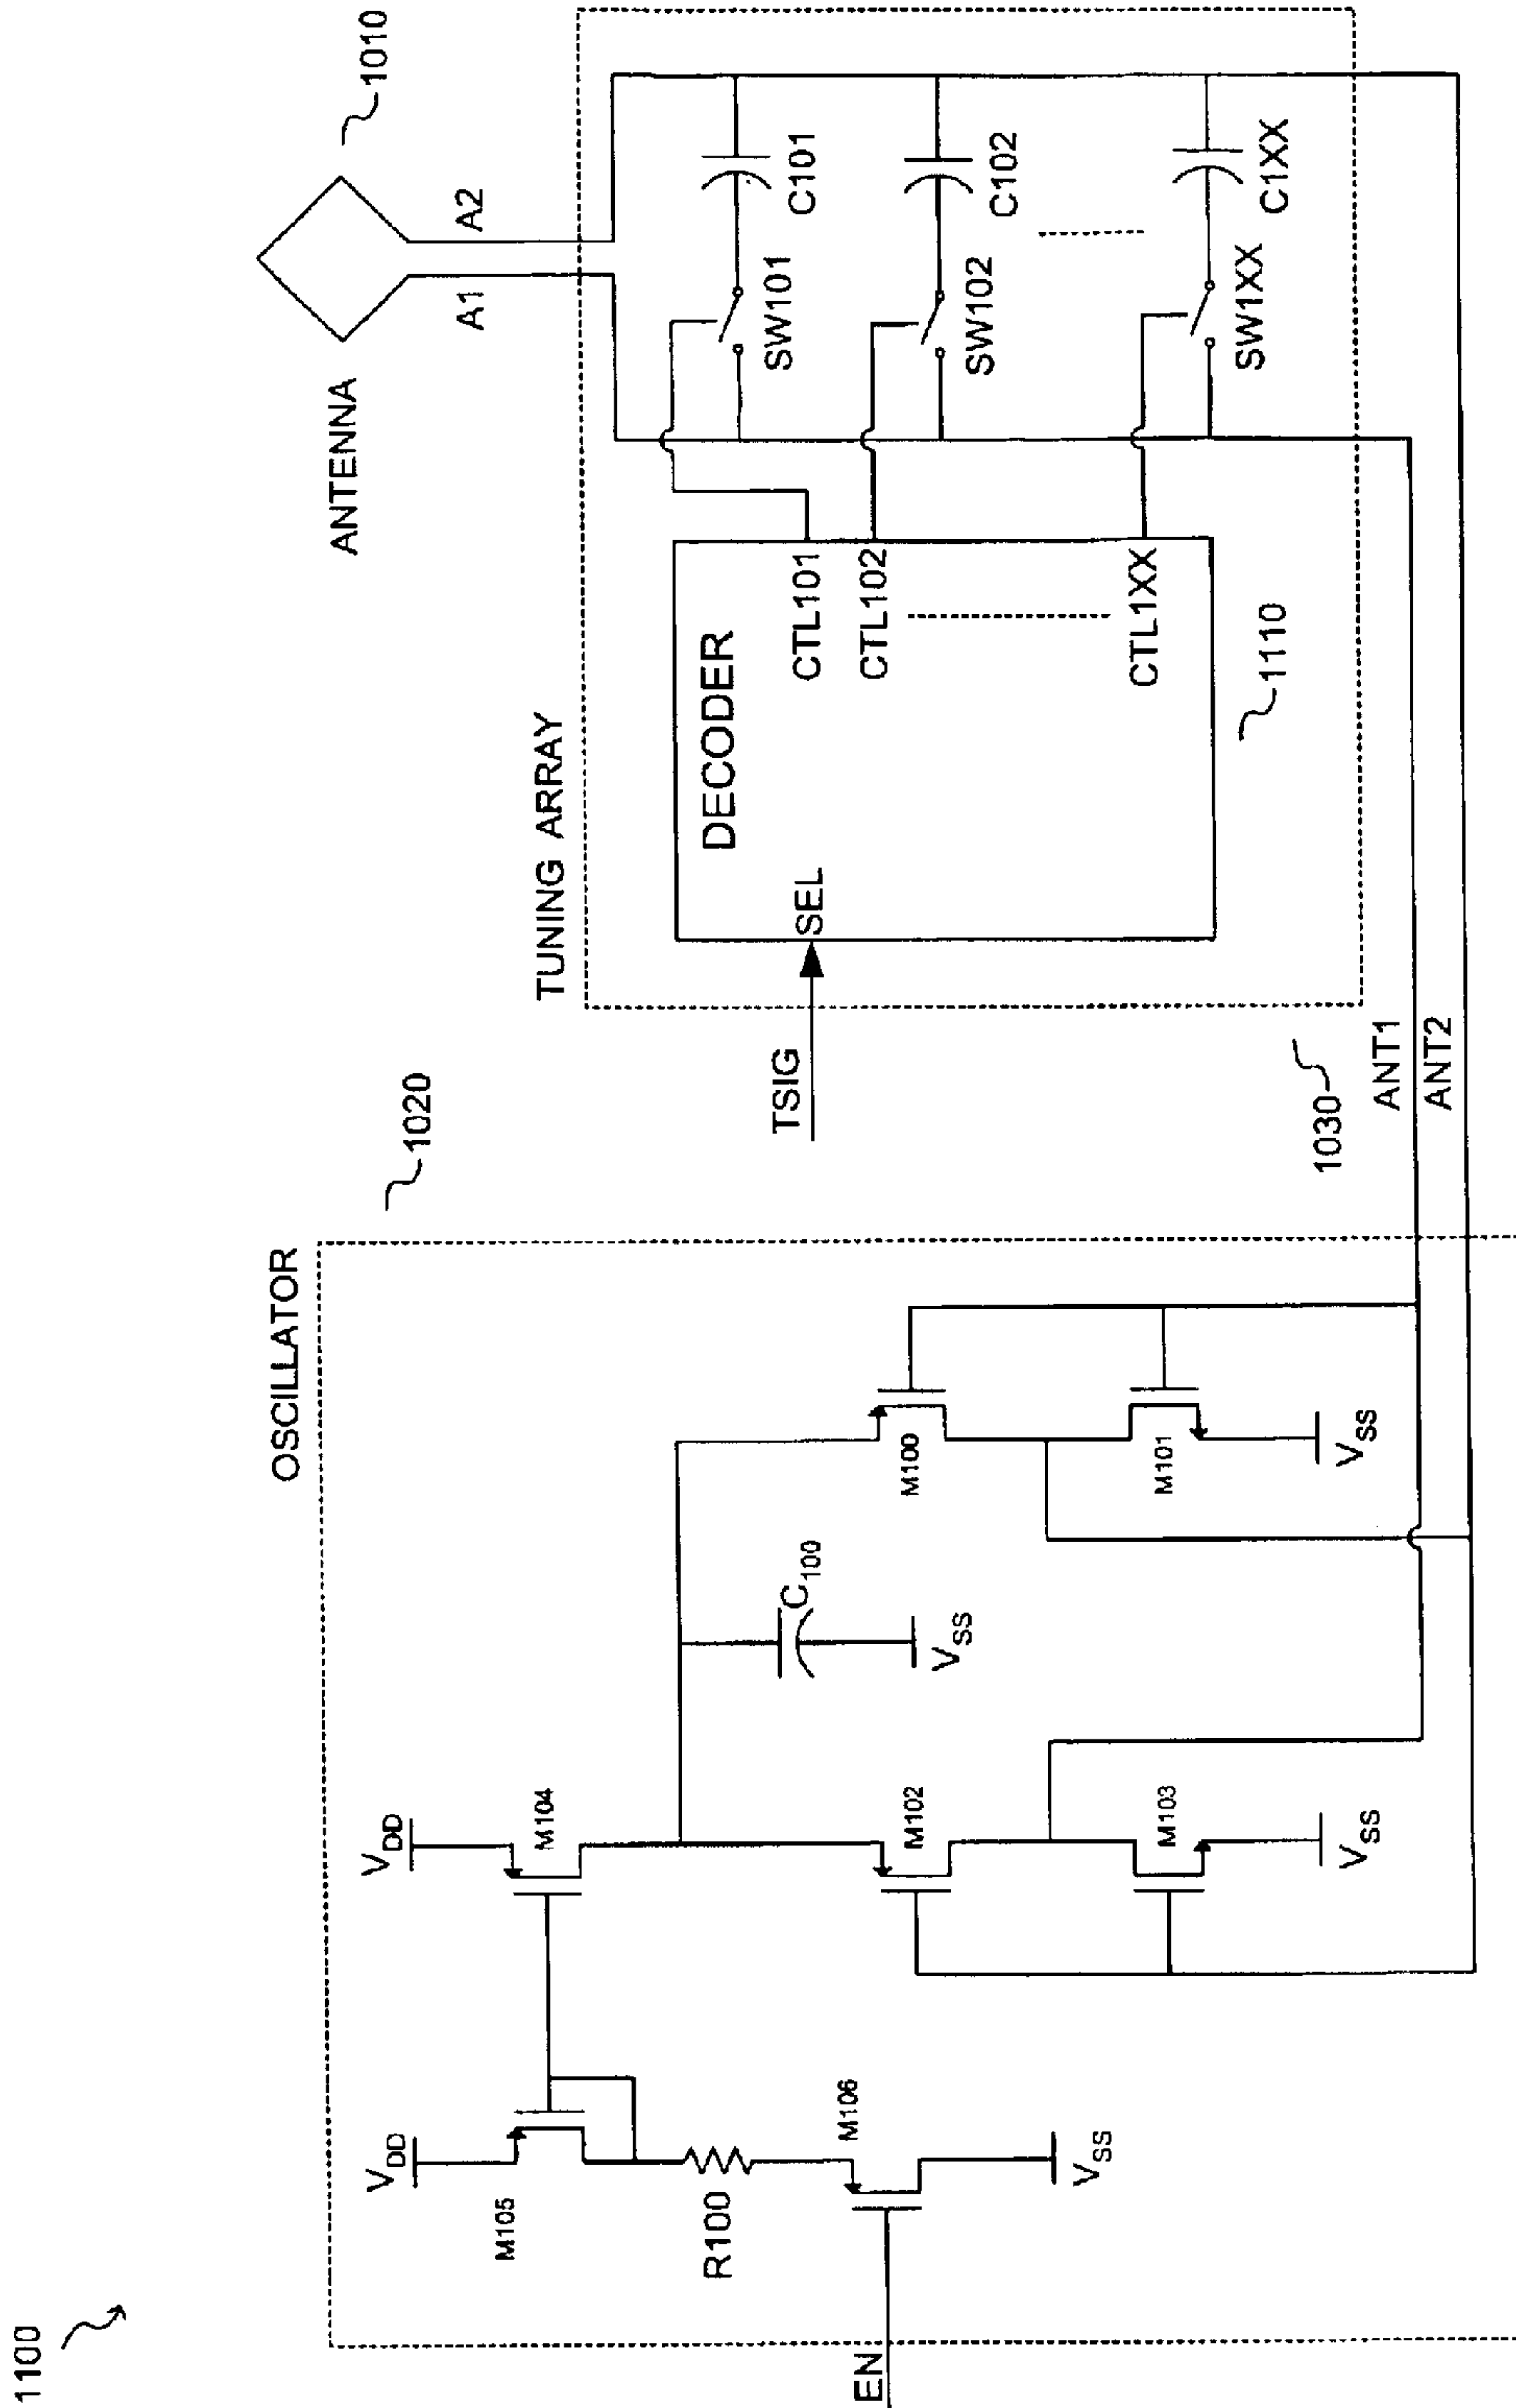 1100
OSCILLATOR
1020
EN
V_DD
M105
R100
M106
V_SS
V_DD
M104
M102
M103
V_SS
C_100
V_SS
M100
M101
V_SS
ANTENNA
1010
A1
A2
TUNING ARRAY
TSIG
SEL
DECODER
CTL101
CTL102
CTL1XX
1110
SW101
C101
SW102
C102
SW1XX
C1XX
1030
ANT1
ANT2